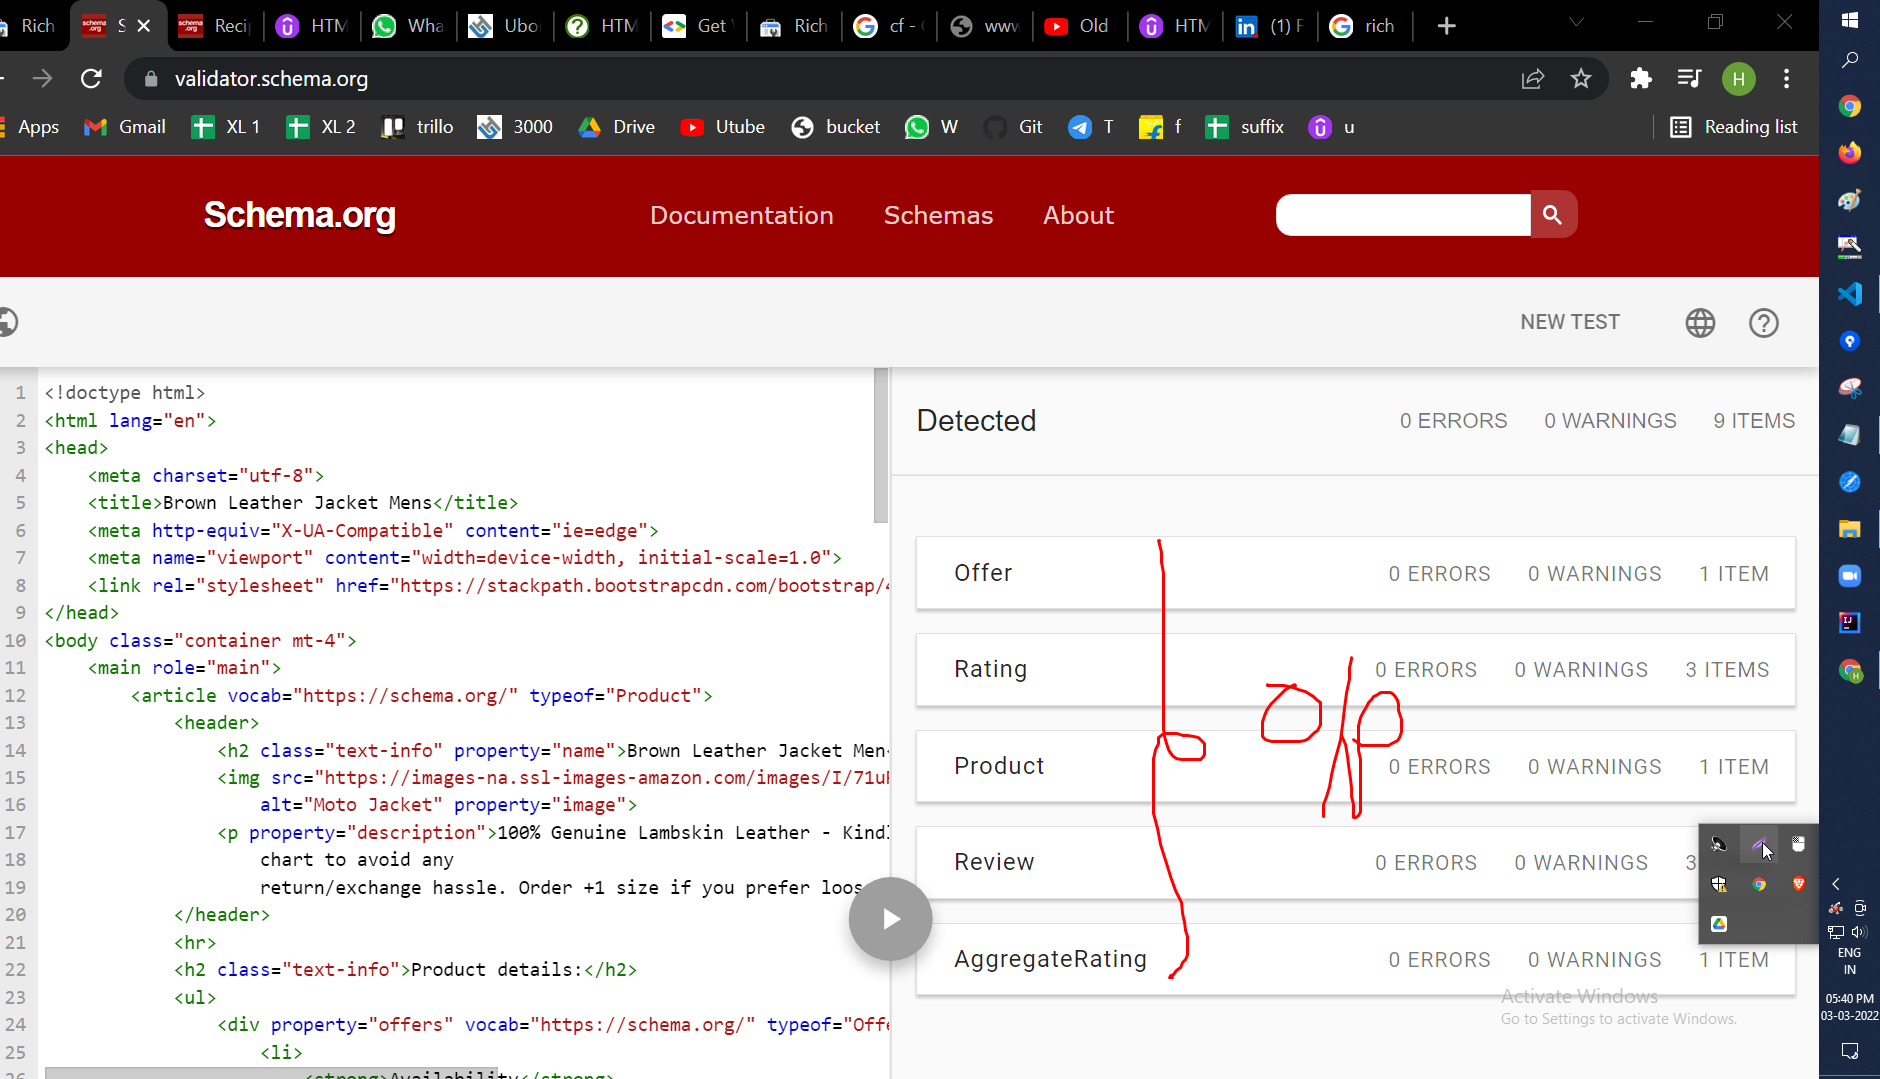 Rich
S
Recip
HTM
Wha
Ubo
HTM
Get
Rich
cf -
www
Old
HTM
(1) F
rich
validator.schema.org
H
Apps
Gmail
XL 1
XL 2
trillo
3000
Drive
Utube
bucket
W
Git
T
f
suffix
u
Reading list
Schema.org
Documentation
Schemas
About
NEW TEST
1 <!doctype html>
2 <html lang="en">
3 <head>
4 <meta charset="utf-8">
5 <title>Brown Leather Jacket Mens</title>
6 <meta http-equiv="X-UA-Compatible" content="ie=edge">
7 <meta name="viewport" content="width=device-width, initial-scale=1.0">
8 <link rel="stylesheet" href="https://stackpath.bootstrapcdn.com/bootstrap/4
9 </head>
10 <body class="container mt-4">
11 <main role="main">
12 <article vocab="https://schema.org/" typeof="Product">
13 <header>
14 <h2 class="text-info" property="name">Brown Leather Jacket Men
15 <img src="https://images-na.ssl-images-amazon.com/images/I/71u
16 alt="Moto Jacket" property="image">
17 <p property="description">100% Genuine Lambskin Leather - Kindl
18 chart to avoid any
19 return/exchange hassle. Order +1 size if you prefer loos
20 </header>
21 <hr>
22 <h2 class="text-info">Product details:</h2>
23 <ul>
24 <div property="offers" vocab="https://schema.org/" typeof="Offe
25 <li>
26 <strong>Availability</strong>
Detected 0 ERRORS 0 WARNINGS 9 ITEMS
Offer 0 ERRORS 0 WARNINGS 1 ITEM
Rating 0 ERRORS 0 WARNINGS 3 ITEMS
o/p
Product 0 ERRORS 0 WARNINGS 1 ITEM
Review 0 ERRORS 0 WARNINGS 3
AggregateRating 0 ERRORS 0 WARNINGS 1 ITEM
Activate Windows
Go to Settings to activate Windows.
ENG
IN
05:40 PM
03-03-2022